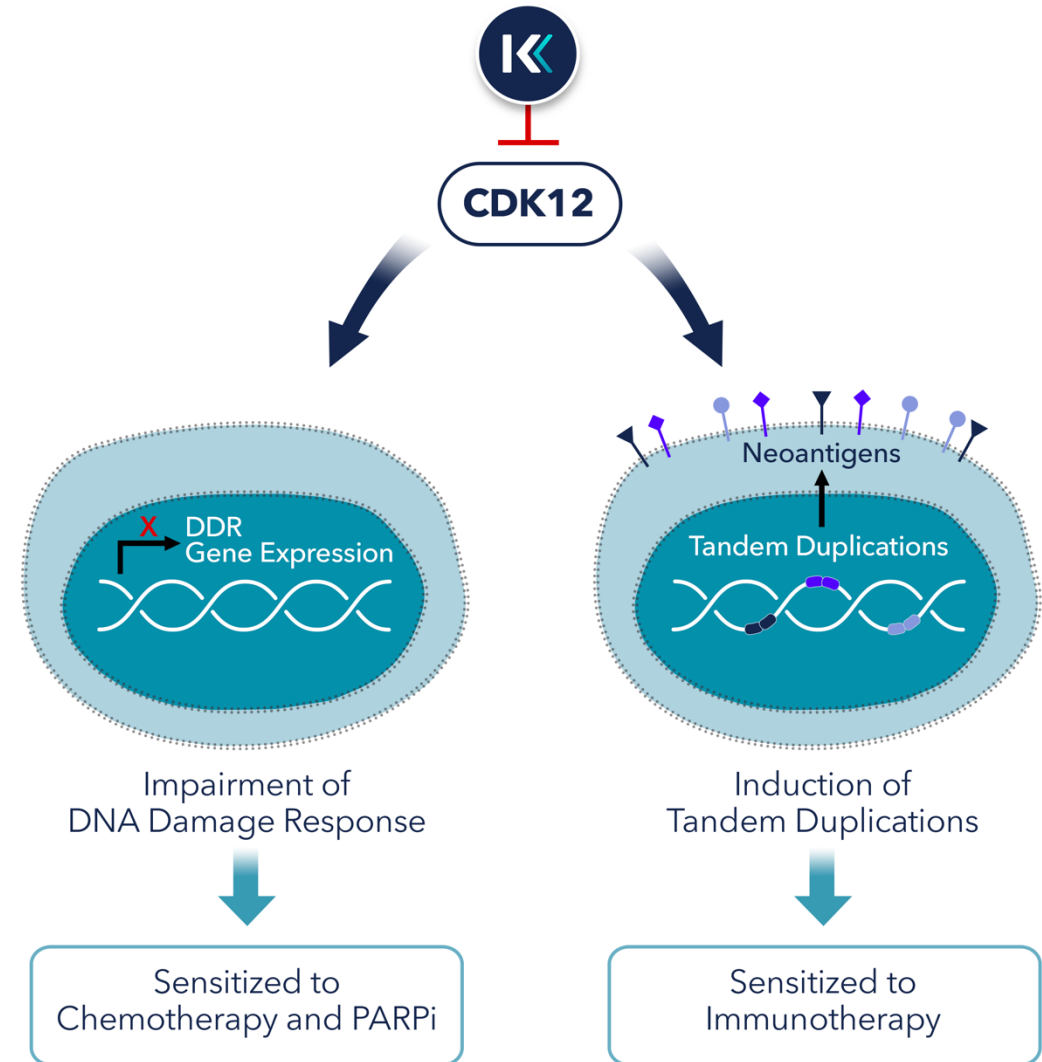 CDK12
X
DDR
Gene Expression
Impairment of
DNA Damage Response
Sensitized to
Chemotherapy and PARPi
Neoantigens
Tandem Duplications
Induction of
Tandem Duplications
Sensitized to
Immunotherapy